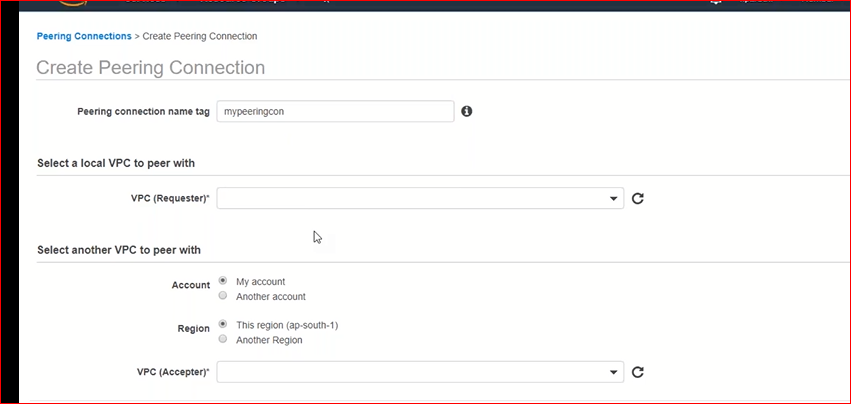 Peering Connections > Create Peering Connection
Create Peering Connection
Peering connection name tag mypeeringcon
Select a local VPC to peer with
VPC (Requester)*
Select another VPC to peer with
Account My account
Another account
Region This region (ap-south-1)
Another Region
VPC (Accepter)*